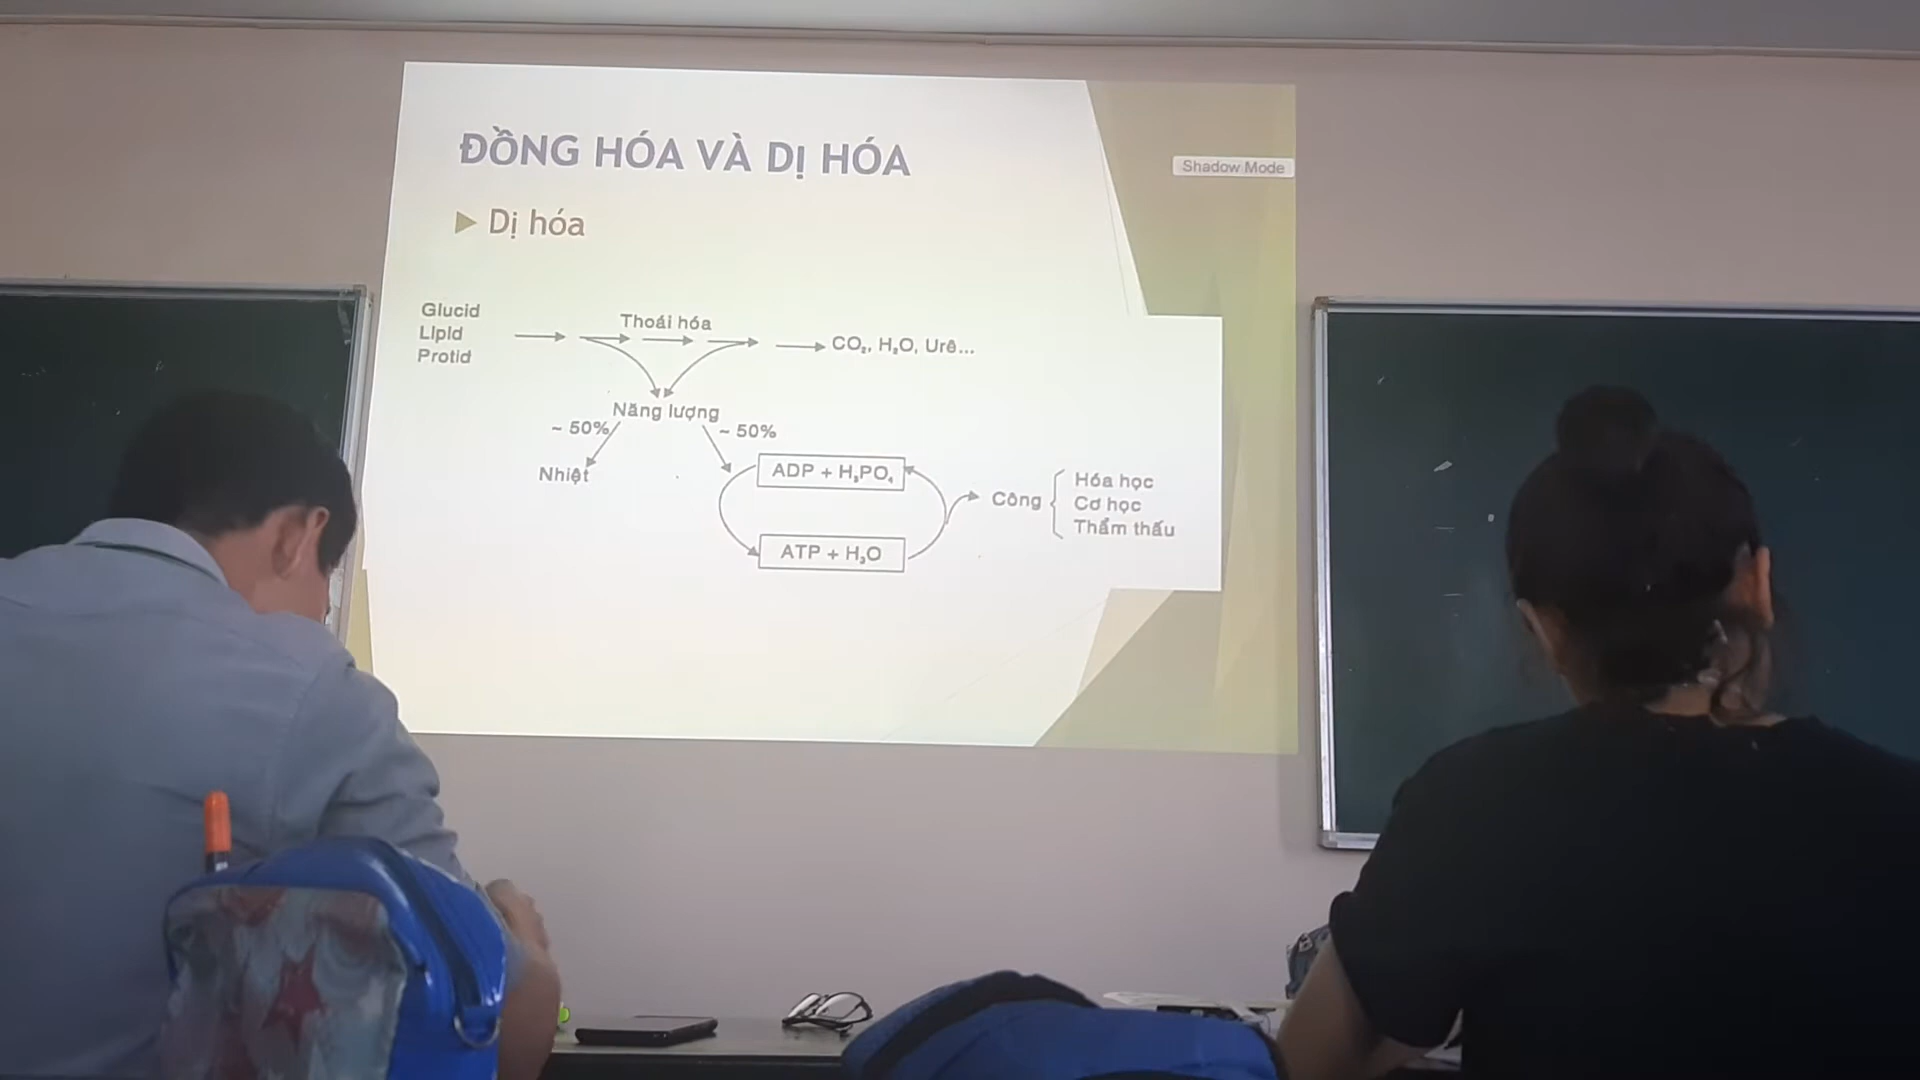 ĐỒNG HÓA VÀ DỊ HÓA
Shadow Mode
Dị hóa
Glucid
Lipid
Protid
Thoái hóa
CO₂, H₂O, Urê...
Năng lượng
~ 50%
~ 50%
Nhiệt
ADP + H₃PO₄
ATP + H₂O
Công
Hóa học
Cơ học
Thẩm thấu